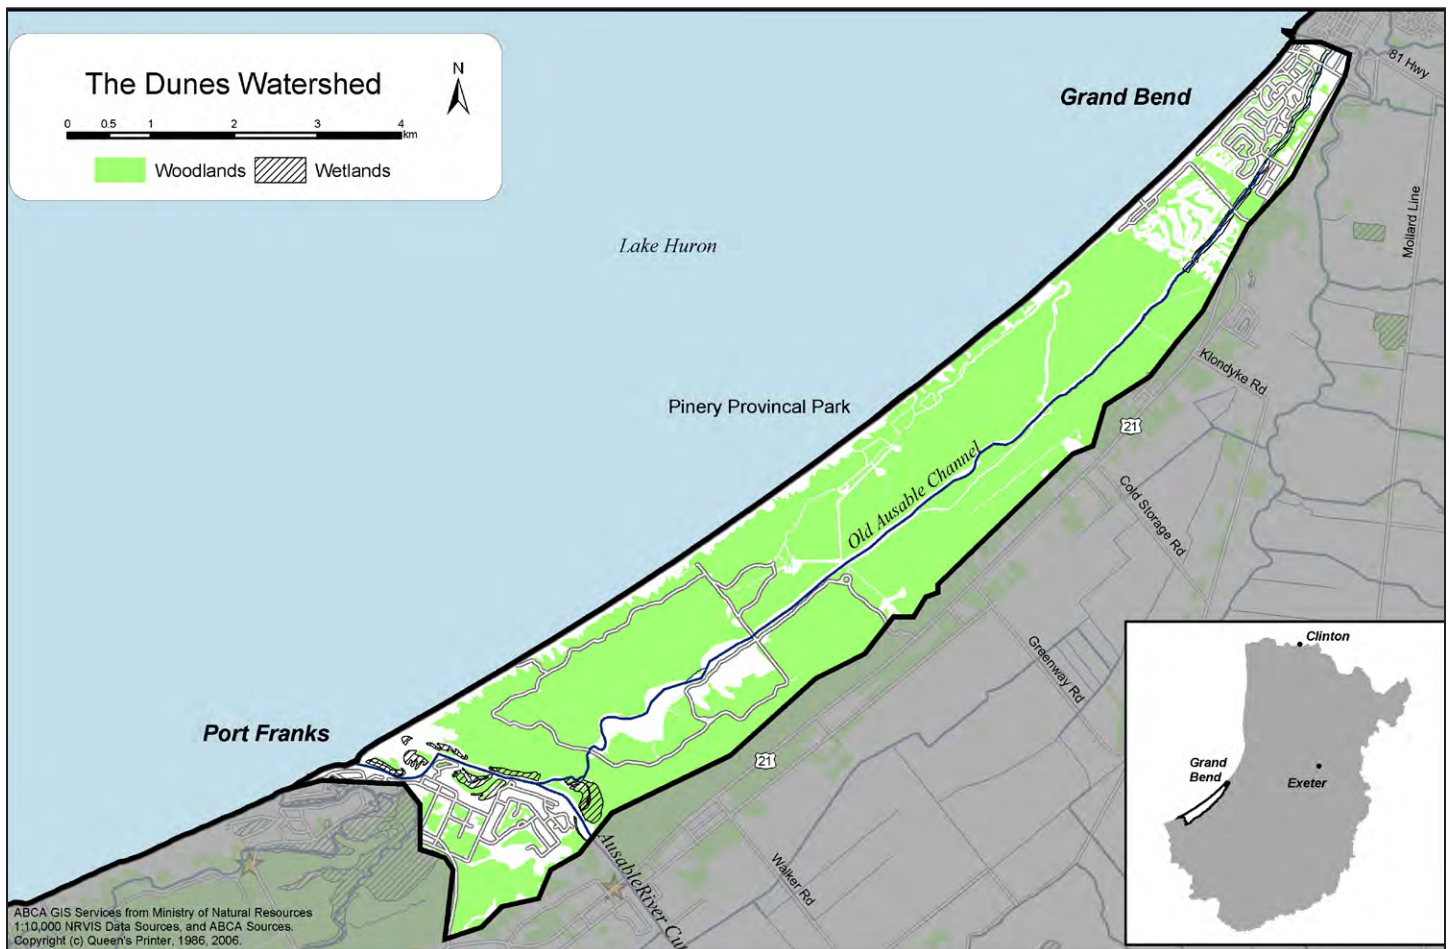 The Dunes Watershed
N
0 0.5 1 2 3 4
km
Woodlands
Wetlands
Grand Bend
81 Hwy
Mollard Line
Lake Huron
Klondyke Rd
Pinery Provincal Park
21
Old Ausable Channel
Cold Storage Rd
Greenway Rd
Port Franks
21
AusableRiver Cut
Walker Rd
Clinton
Grand
Bend
Exeter
ABCA GIS Services from Ministry of Natural Resources
1:10,000 NRVIS Data Sources, and ABCA Sources.
Copyright (c) Queen's Printer, 1986, 2006.